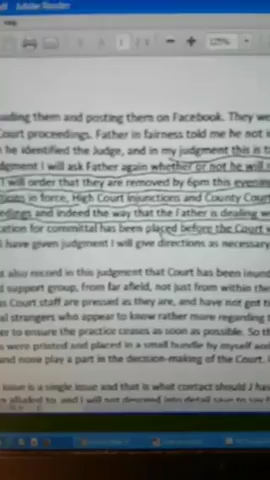 Adobe Reader
Help
125%
ading them and posting them on Facebook. They we
Court proceedings. Father in fairness told me he not
he identified the Judge, and in my judgment this is
dgment I will ask Father again whether or not he will
I will order that they are removed by 6pm this evening
in force, High Court Injunctions and County Cour
edings and indeed the way that the Father is dealing
cation for committal has been placed before the Court
I have given judgment I will give directions as necessary
also record in this judgment that Court has been inun
support group, from far afield, not just from within the
as Court staff are pressed as they are, and have not got
al strangers who appear to know rather more regarding
er to ensure the practice ceases as soon as possible. So
s were printed and placed in a small bundle by myself
and none play a part in the decision-making of the Court.
issue is a single issue and that is what contact should J ha
alluded to, and I will not descend into detail save to say